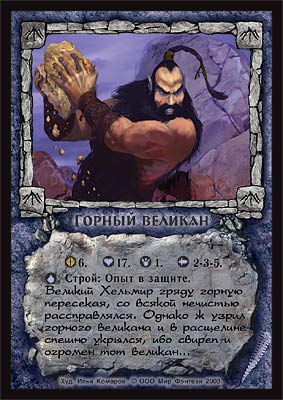 ГОРНЫЙ ВЕЛИКАН
6. 17. 1. 2-3-5.
. Строй: Опыт в защите.
Великий Хельмир гряду горную
пересекая, со всякой нечистью
расправлялся. Однако ж узрил
горного великана и в расщелине
спешно укрылся, ибо свиреп и
огромен тот великан...
Худ. Илья Комаров. © ООО Мир Фэнтези 2003